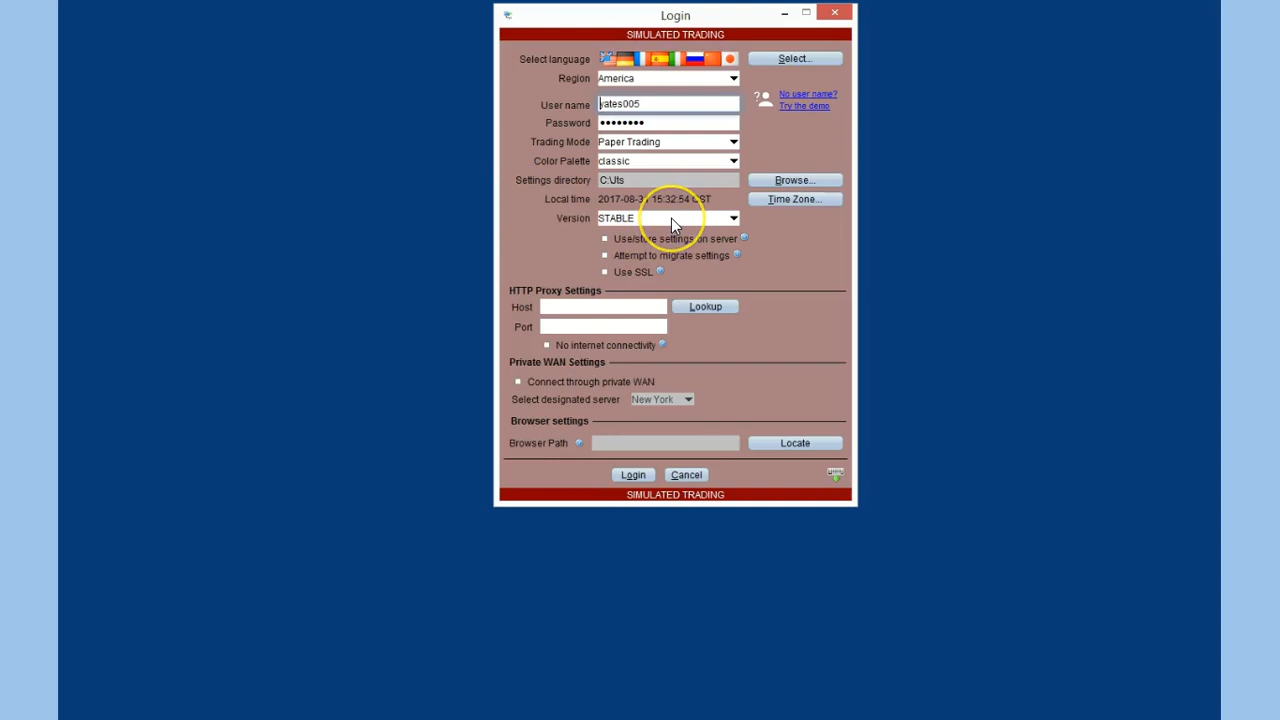 Login
SIMULATED TRADING
Select language Select...
Region America
User name yates005 No user name?
Try the demo
Password ••••••••
Trading Mode Paper Trading
Color Palette classic
Settings directory C:\Jts Browse...
Local time 15:32:54 Time Zone...
Version STABLE
Use/store settings on server
Attempt to migrate settings
Use SSL
HTTP Proxy Settings
Host Lookup
Port
No internet connectivity
Private WAN Settings
Connect through private WAN
Select designated server New York
Browser settings
Browser Path Locate
Login Cancel
SIMULATED TRADING